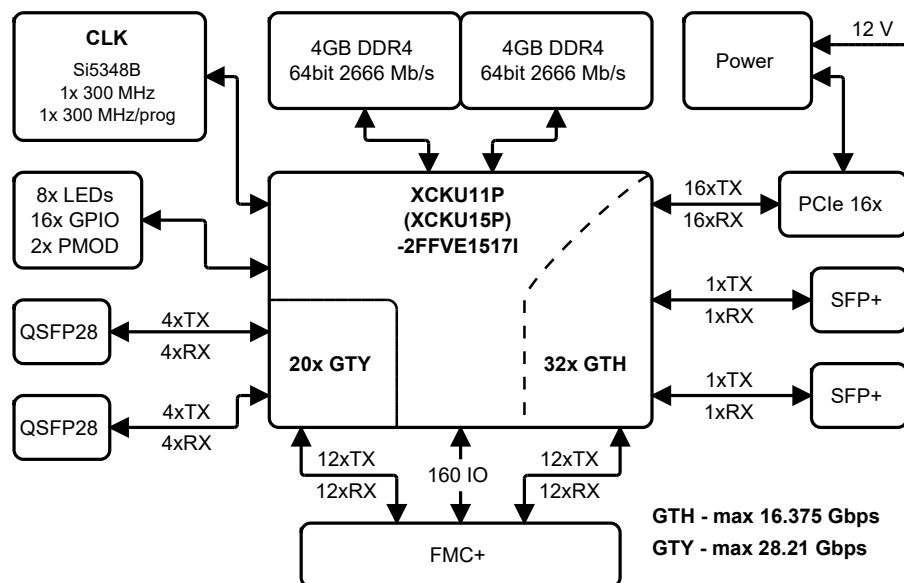 CLK
Si5348B
1x 300 MHz
1x 300 MHz/prog
4GB DDR4
64bit 2666 Mb/s
4GB DDR4
64bit 2666 Mb/s
Power
12 V
8x LEDs
16x GPIO
2x PMOD
XCKU11P
(XCKU15P)
-2FFVE1517I
16xTX
16xRX
PCIe 16x
QSFP28
4xTX
4xRX
20x GTY
32x GTH
1xTX
1xRX
SFP+
QSFP28
4xTX
4xRX
1xTX
1xRX
SFP+
12xTX
12xRX
160 IO
12xTX
12xRX
FMC+
GTH - max 16.375 Gbps
GTY - max 28.21 Gbps